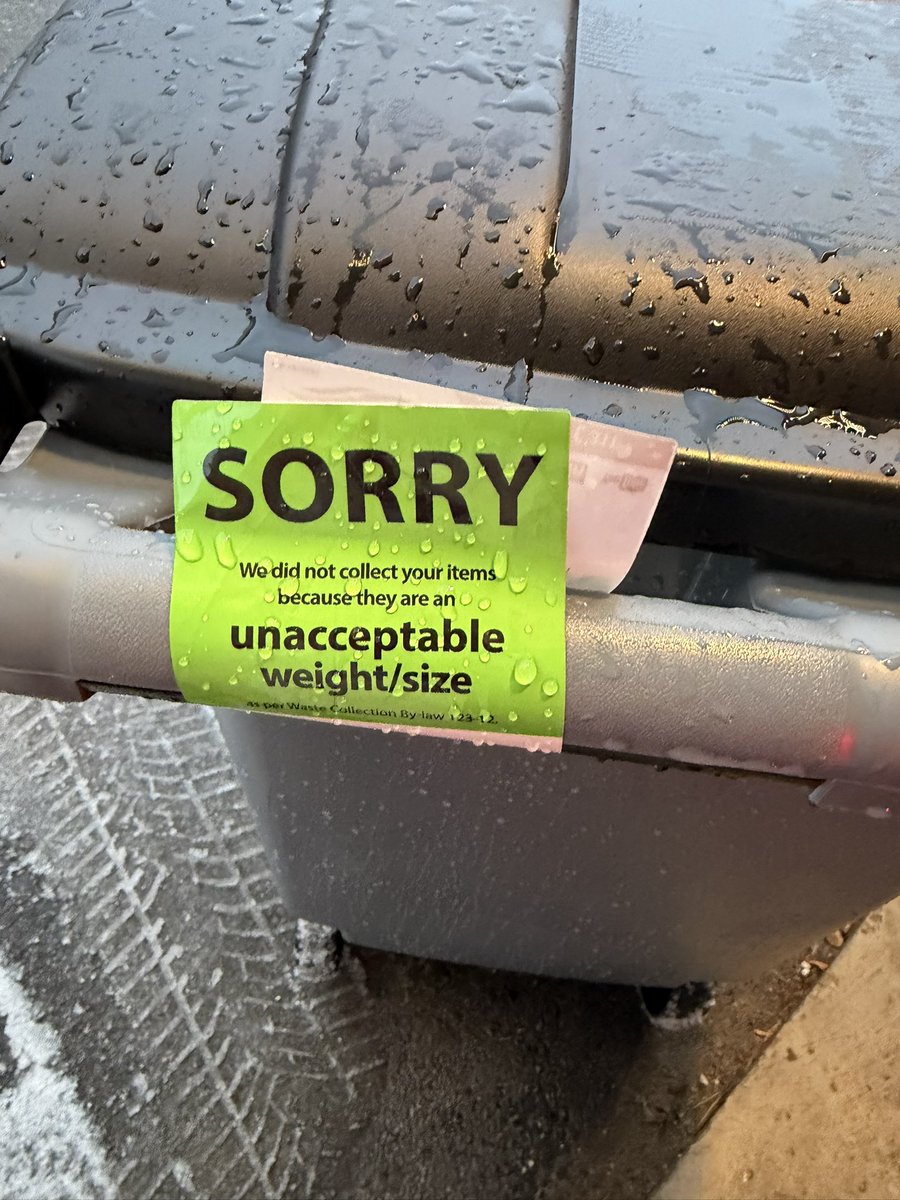 SORRY
We did not collect your items
because they are an
unacceptable
weight/size
as per Waste Collection By-law 123-12.